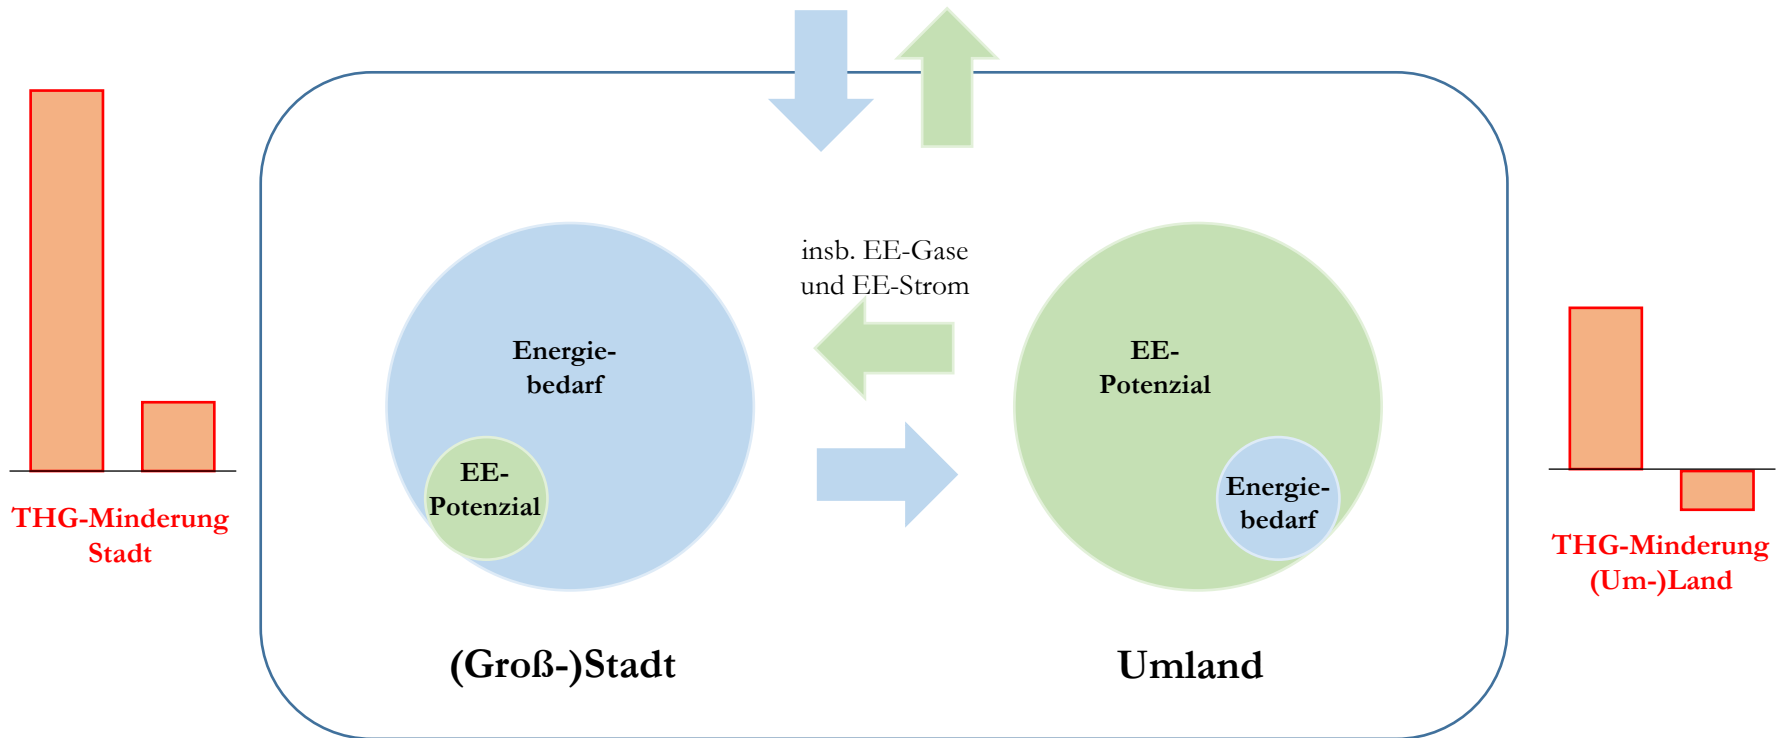 insb. EE-Gase
und EE-Strom
Energie-
bedarf
EE-
Potenzial
EE-
Potenzial
Energie-
bedarf
THG-Minderung
Stadt
THG-Minderung
(Um-)Land
(Groß-)Stadt
Umland